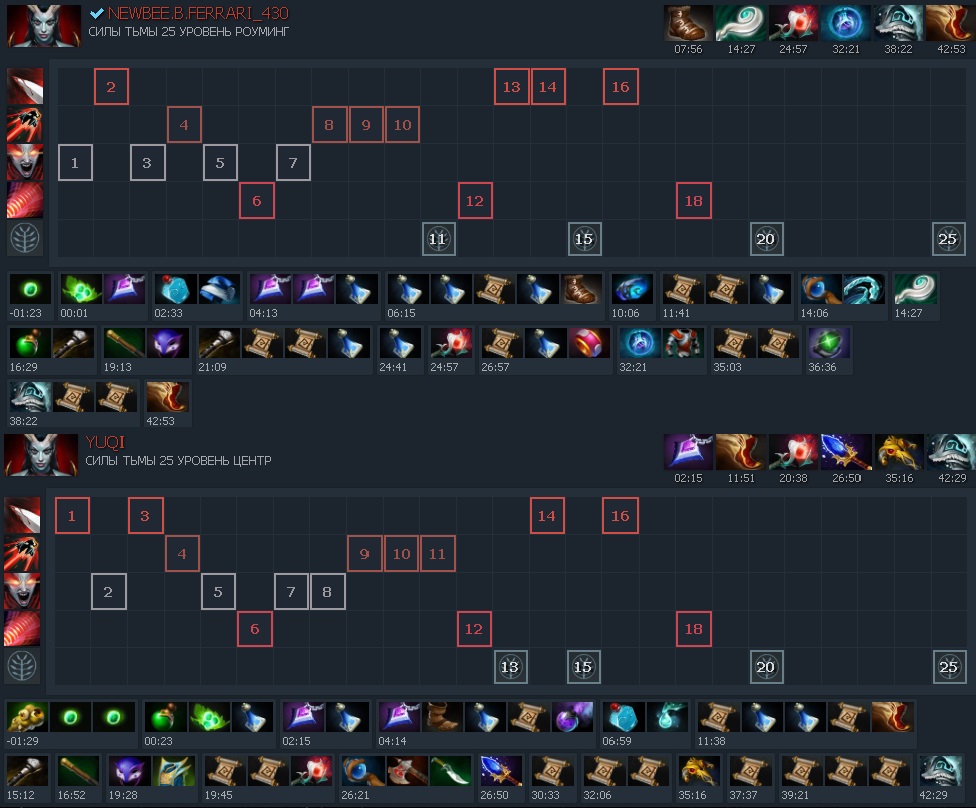 NEWBEE.B.FERRARI_430
СИЛЫ ТЬМЫ 25 УРОВЕНЬ РОУМИНГ
07:56 14:27 24:57 32:21 38:22 42:53
2 13 14 16
4 8 9 10
1 3 5 7
6 12 18
11 15 20 25
-01:23 00:01 02:33 04:13 06:15 10:06 11:41 14:06 14:27
16:29 19:13 21:09 24:41 24:57 26:57 32:21 35:03 36:36
38:22 42:53
YUQI
СИЛЫ ТЬМЫ 25 УРОВЕНЬ ЦЕНТР
02:15 11:51 20:38 26:50 35:16 42:29
1 3 14 16
4 9 10 11
2 5 7 8
6 12 18
13 15 20 25
-01:29 00:23 02:15 04:14 06:59 11:38
15:12 16:52 19:28 19:45 26:21 26:50 30:33 32:06 35:16 37:37 39:21 42:29